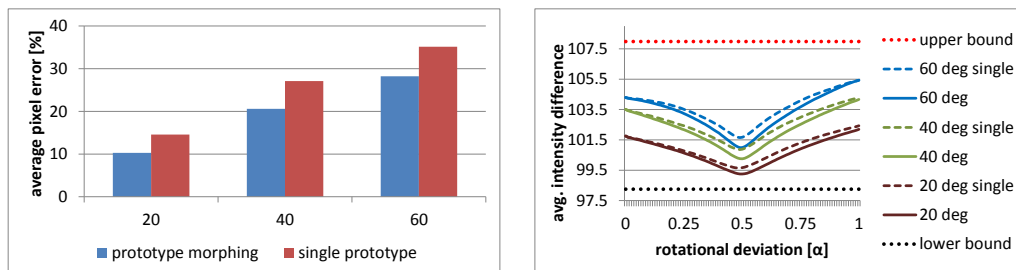 average pixel error [%]
40
30
20
10
0
20 40 60
prototype morphing single prototype
avg. intensity difference
107.5
105.5
103.5
101.5
99.5
97.5
0 0.25 0.5 0.75 1
rotational deviation [α]
upper bound
60 deg single
60 deg
40 deg single
40 deg
20 deg single
20 deg
lower bound